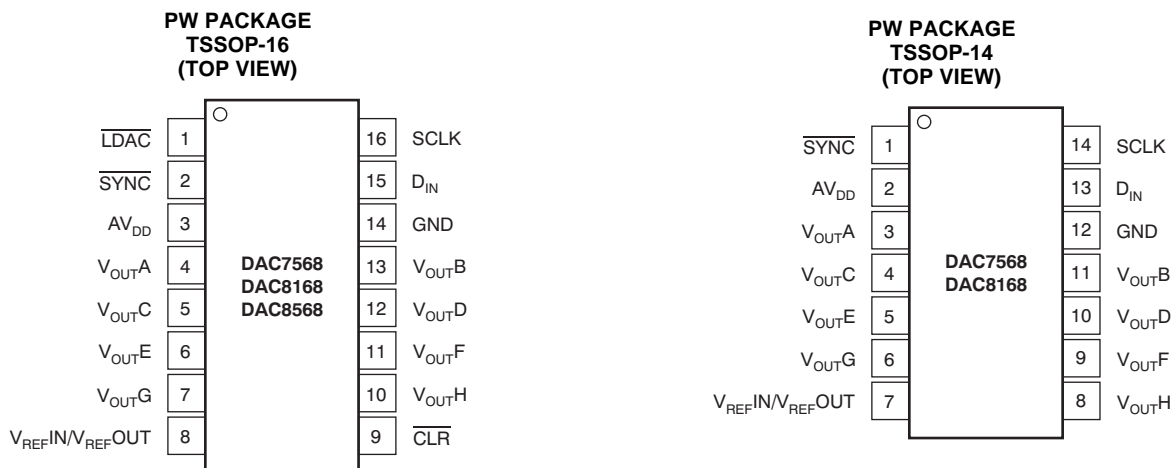 PW PACKAGE
TSSOP-16
(TOP VIEW)
LDAC 1 16 SCLK
SYNC 2 15 DIN
AVDD 3 14 GND
VOUTA 4 13 VOUTB
VOUTC 5 12 VOUTD
VOUTE 6 11 VOUTF
VOUTG 7 10 VOUTH
VREFIN/VREFOUT 8 9 CLR
DAC7568
DAC8168
DAC8568
PW PACKAGE
TSSOP-14
(TOP VIEW)
SYNC 1 14 SCLK
AVDD 2 13 DIN
VOUTA 3 12 GND
VOUTC 4 11 VOUTB
VOUTE 5 10 VOUTD
VOUTG 6 9 VOUTF
VREFIN/VREFOUT 7 8 VOUTH
DAC7568
DAC8168